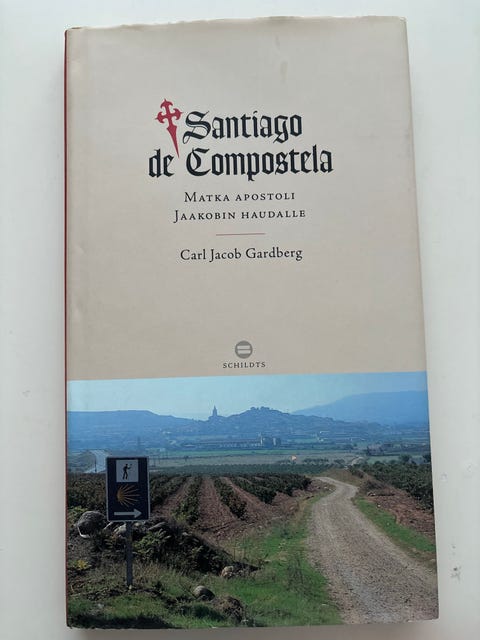 Santiago
de Compostela
MATKA APOSTOLI
JAAKOBIN HAUDALLE
Carl Jacob Gardberg
SCHILDTS